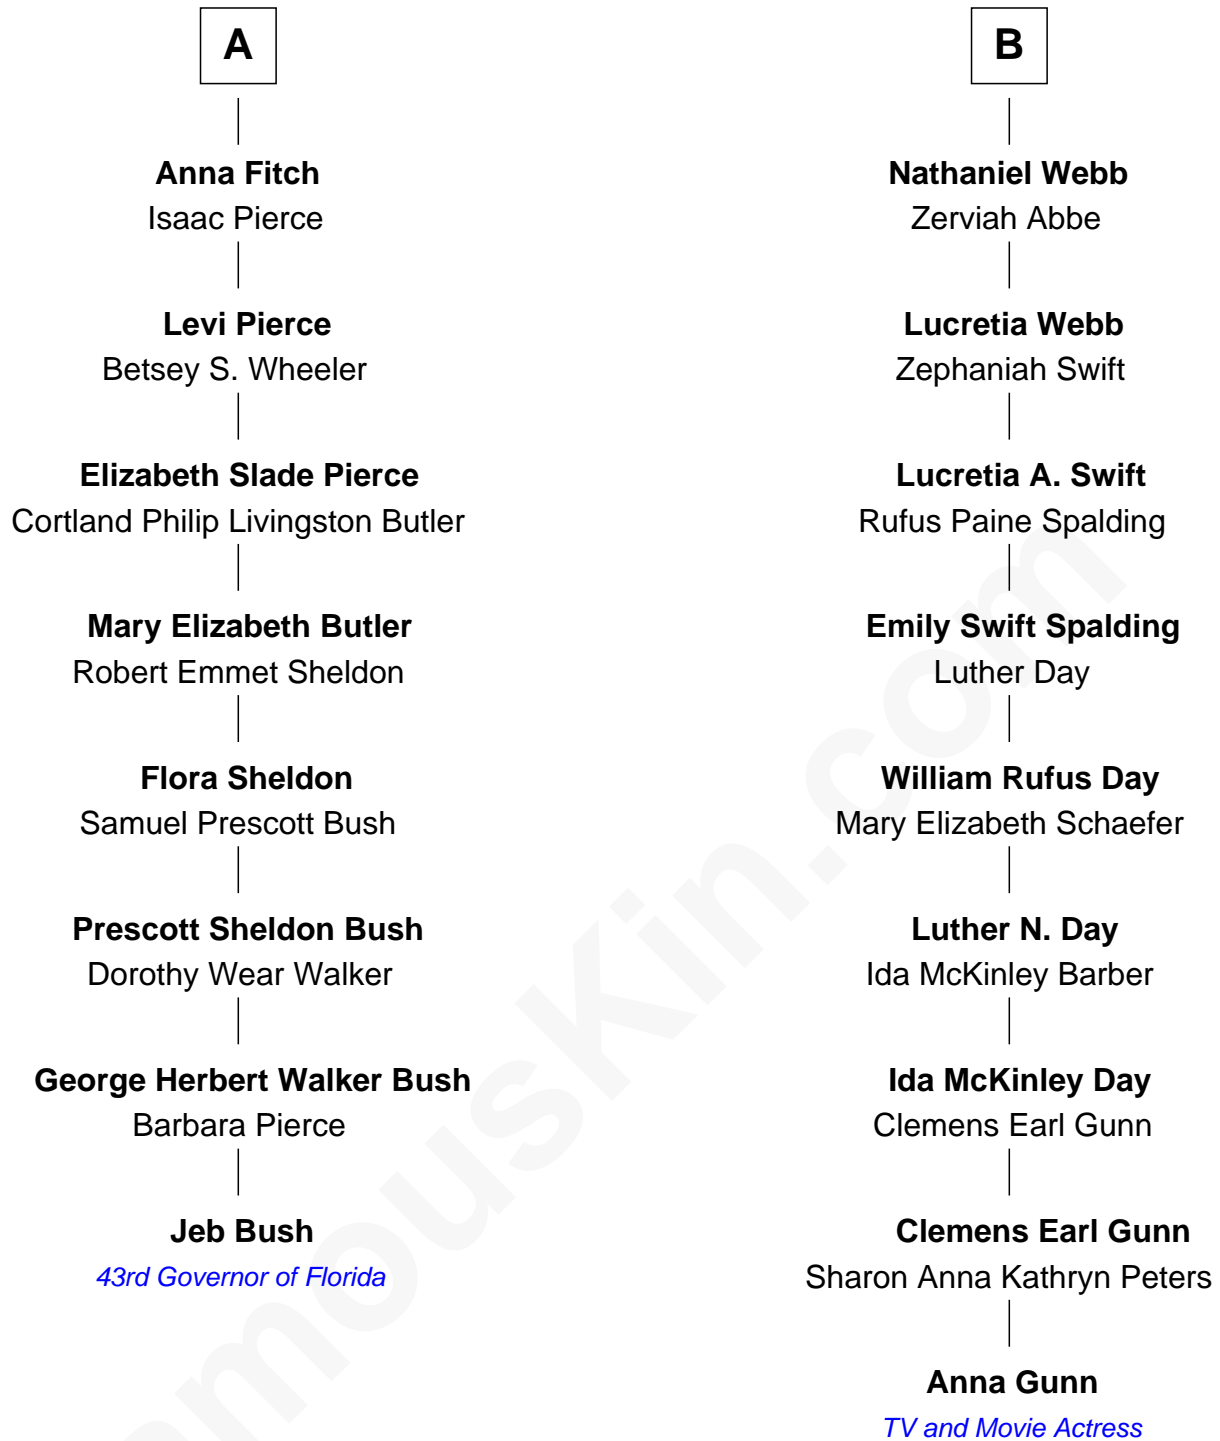 A
Anna Fitch
Isaac Pierce
Levi Pierce
Betsey S. Wheeler
Elizabeth Slade Pierce
Cortland Philip Livingston Butler
Mary Elizabeth Butler
Robert Emmet Sheldon
Flora Sheldon
Samuel Prescott Bush
Prescott Sheldon Bush
Dorothy Wear Walker
George Herbert Walker Bush
Barbara Pierce
Jeb Bush
43rd Governor of Florida
B
Nathaniel Webb
Zerviah Abbe
Lucretia Webb
Zephaniah Swift
Lucretia A. Swift
Rufus Paine Spalding
Emily Swift Spalding
Luther Day
William Rufus Day
Mary Elizabeth Schaefer
Luther N. Day
Ida McKinley Barber
Ida McKinley Day
Clemens Earl Gunn
Clemens Earl Gunn
Sharon Anna Kathryn Peters
Anna Gunn
TV and Movie Actress
amouskin.com